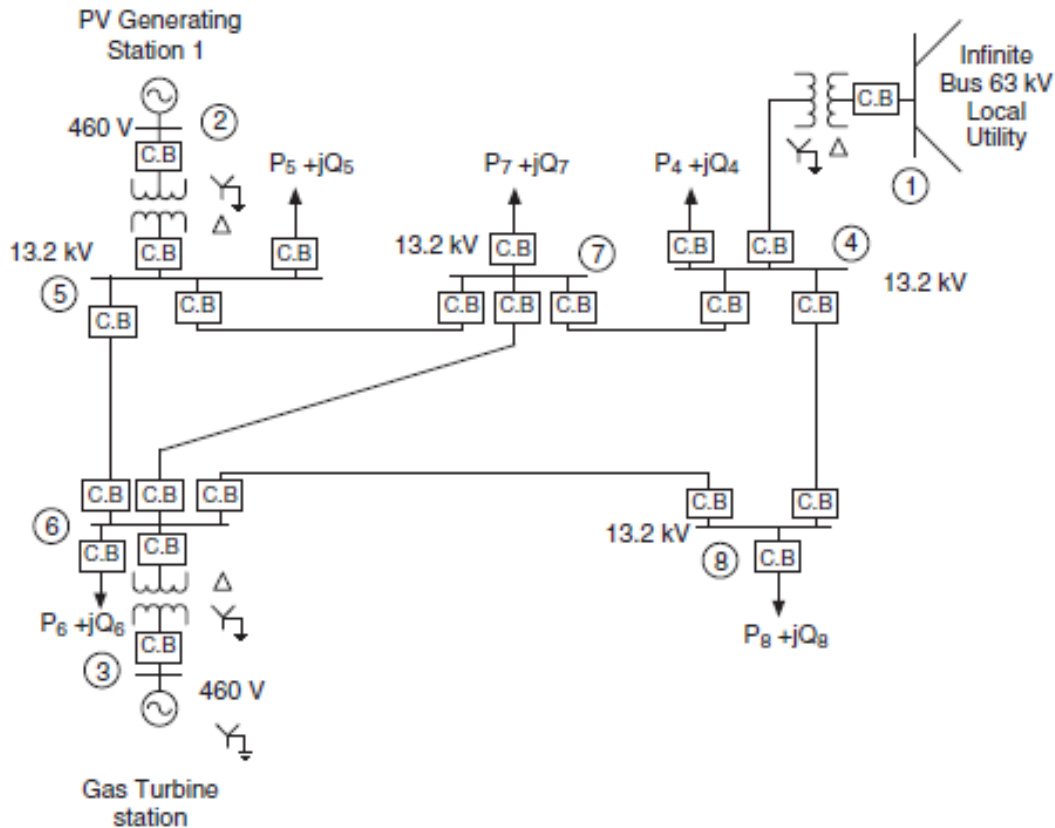 PV Generating
Station 1
Infinite
Bus 63 kV
Local
Utility
C.B
460 V
2
C.B
1
P5 +jQ5
P7 +jQ7
P4 +jQ4
13.2 kV
C.B
C.B
13.2 kV
C.B
7
C.B
C.B
4
13.2 kV
5
C.B
C.B
C.B
C.B
C.B
C.B
C.B
C.B
C.B
C.B
C.B
C.B
6
C.B
C.B
13.2 kV
8
C.B
P6 +jQ6
C.B
P8 +jQ8
3
460 V
Gas Turbine
station